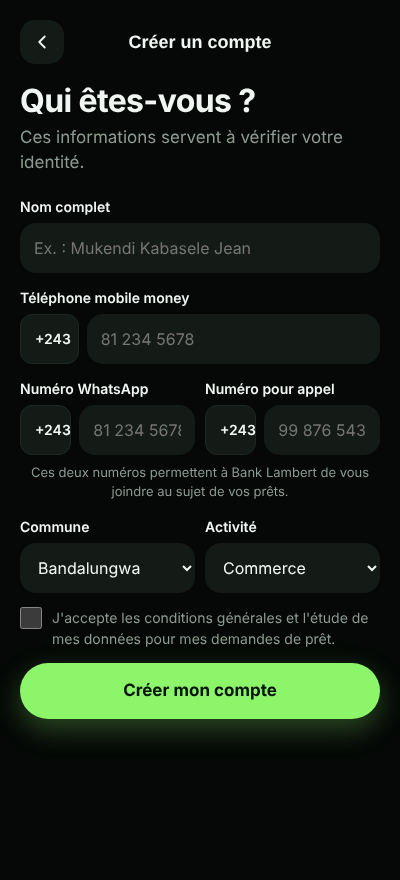 Créer un compte
Qui êtes-vous ?
Ces informations servent à vérifier votre
identité.
Nom complet
Ex. : Mukendi Kabasele Jean
Téléphone mobile money
+243 81 234 5678
Numéro WhatsApp Numéro pour appel
+243 81 234 5678 +243 99 876 543
Ces deux numéros permettent à Bank Lambert de vous
joindre au sujet de vos prêts.
Commune Activité
Bandalungwa Commerce
J'accepte les conditions générales et l'étude de
mes données pour mes demandes de prêt.
Créer mon compte